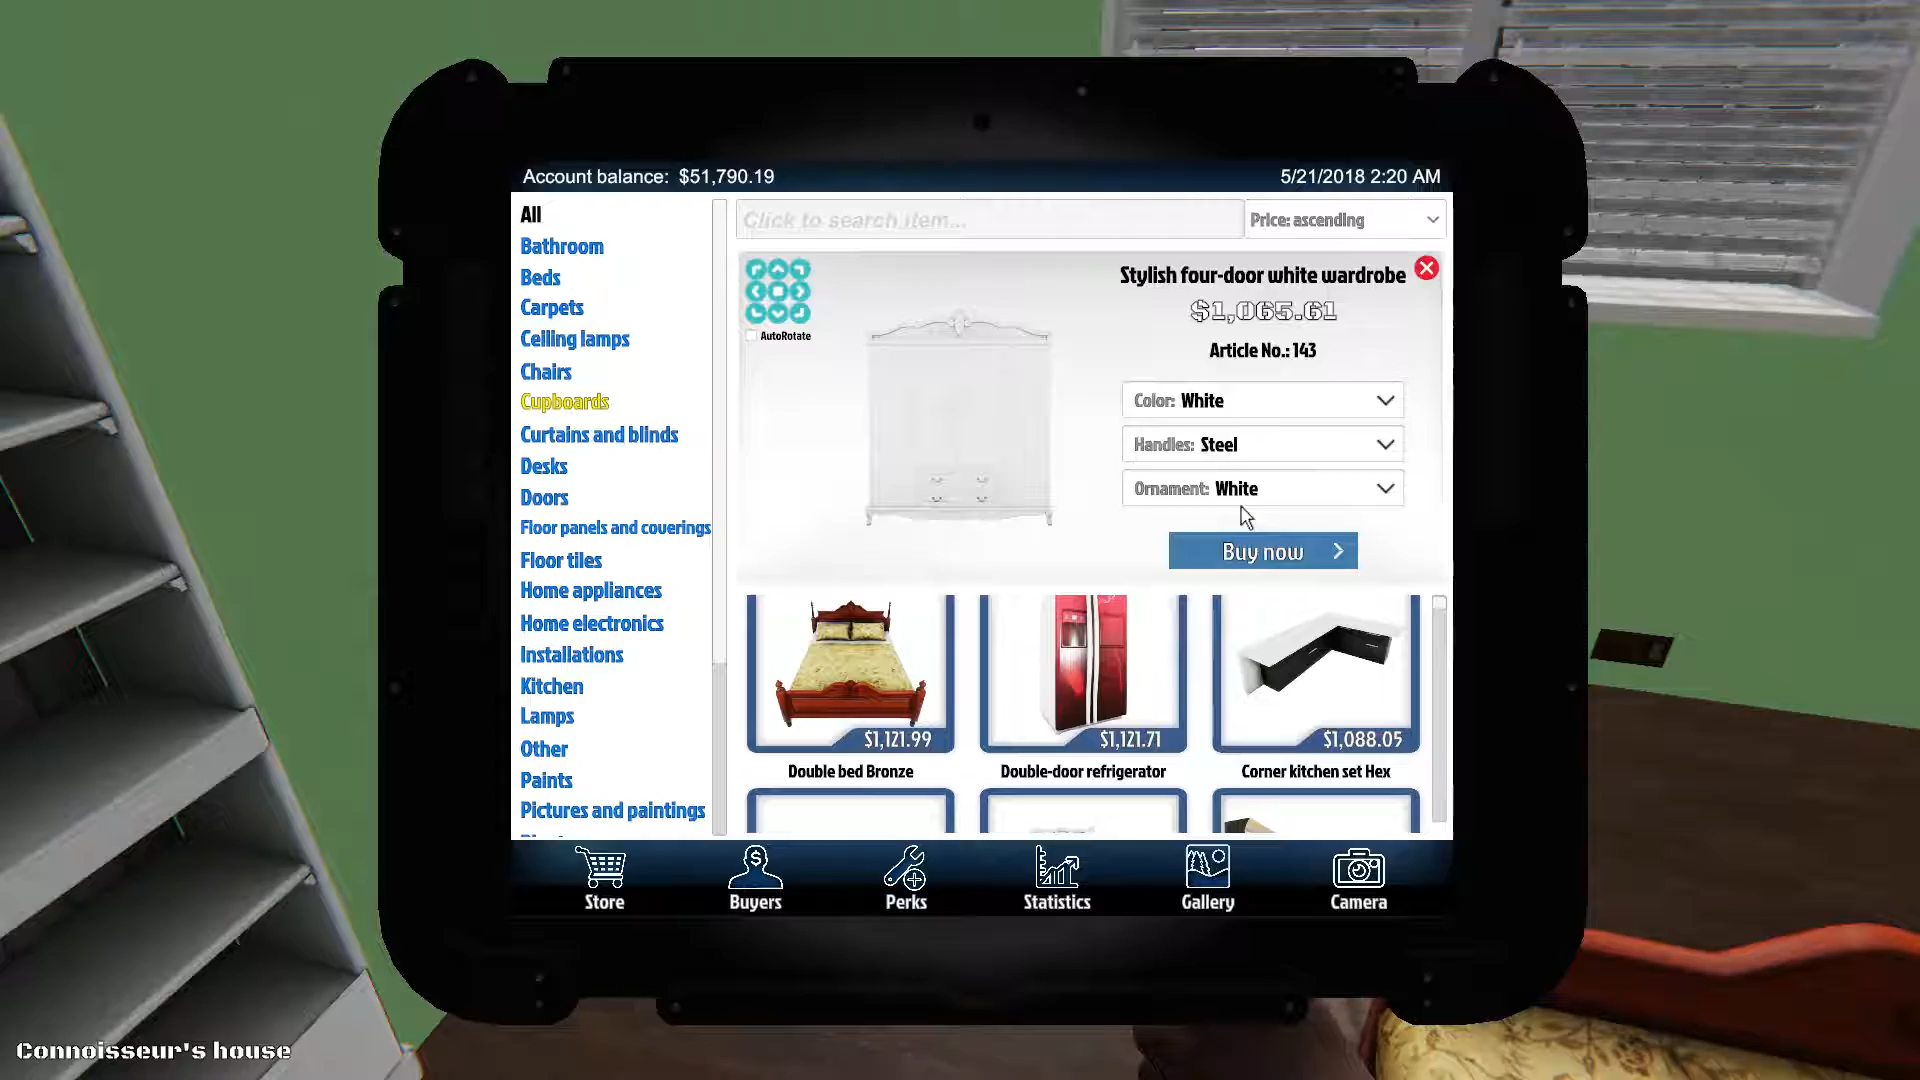 Account balance: $51,790.19
5/21/2018 2:20 AM
All
Bathroom
Beds
Carpets
Ceiling lamps
Chairs
Cupboards
Curtains and blinds
Desks
Doors
Floor panels and coverings
Floor tiles
Home appliances
Home electronics
Installations
Kitchen
Lamps
Other
Paints
Pictures and paintings
Click to search item...
Price: ascending
AutoRotate
Stylish four-door white wardrobe
$1,065.61
Article No.: 143
Color: White
Handles: Steel
Ornament: White
Buy now
$1,121.99
$1,121.71
$1,088.05
Double bed Bronze
Double-door refrigerator
Corner kitchen set Hex
Store
Buyers
Perks
Statistics
Gallery
Camera
Connoisseur's house